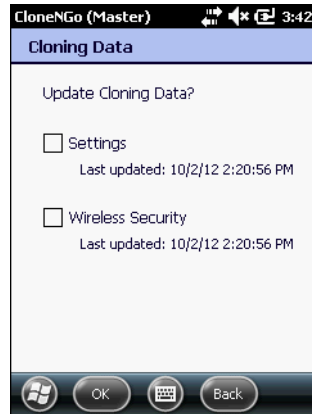 CloneNGo (Master) 3:42
Cloning Data
Update Cloning Data?
Settings
Last updated: 10/2/12 2:20:56 PM
Wireless Security
Last updated: 10/2/12 2:20:56 PM
OK Back